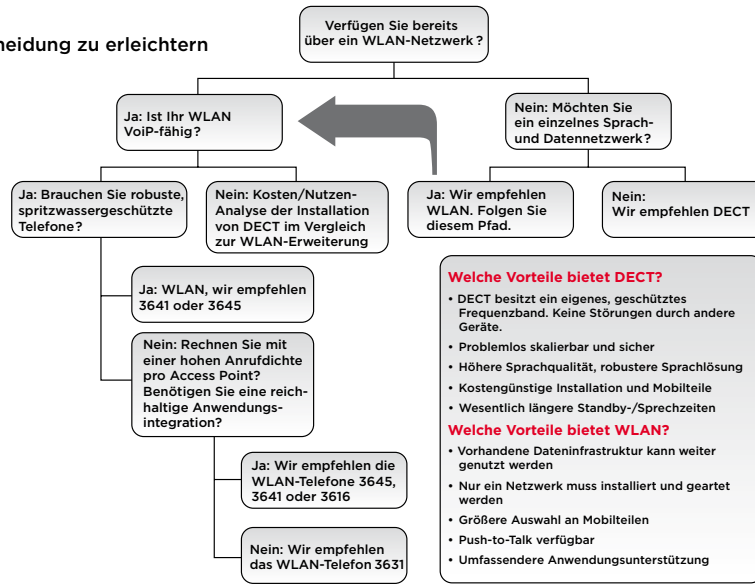 neidung zu erleichtern
Verfügen Sie bereits
über ein WLAN-Netzwerk?
Ja: Ist Ihr WLAN
VoiP-fähig?
Nein: Möchten Sie
ein einzelnes Sprach-
und Datennetzwerk?
Ja: Brauchen Sie robuste,
spritzwassergeschützte
Telefone?
Nein: Kosten/Nutzen-
Analyse der Installation
von DECT im Vergleich
zur WLAN-Erweiterung
Ja: Wir empfehlen
WLAN. Folgen Sie
diesem Pfad.
Nein:
Wir empfehlen DECT
Ja: WLAN, wir empfehlen
3641 oder 3645
Nein: Rechnen Sie mit
einer hohen Anrufdichte
pro Access Point?
Benötigen Sie eine reich-
haltige Anwendungs-
integration?
Ja: Wir empfehlen die
WLAN-Telefone 3645,
3641 oder 3616
Nein: Wir empfehlen
das WLAN-Telefon 3631
Welche Vorteile bietet DECT?
• DECT besitzt ein eigenes, geschütztes
Frequenzband. Keine Störungen durch andere
Geräte.
• Problemlos skalierbar und sicher
• Höhere Sprachqualität, robustere Sprachlösung
• Kostengünstige Installation und Mobilteile
• Wesentlich längere Standby-/Sprechzeiten
Welche Vorteile bietet WLAN?
• Vorhandene Dateninfrastruktur kann weiter
genutzt werden
• Nur ein Netzwerk muss installiert und geartet
werden
• Größere Auswahl an Mobilteilen
• Push-to-Talk verfügbar
• Umfassendere Anwendungsunterstützung